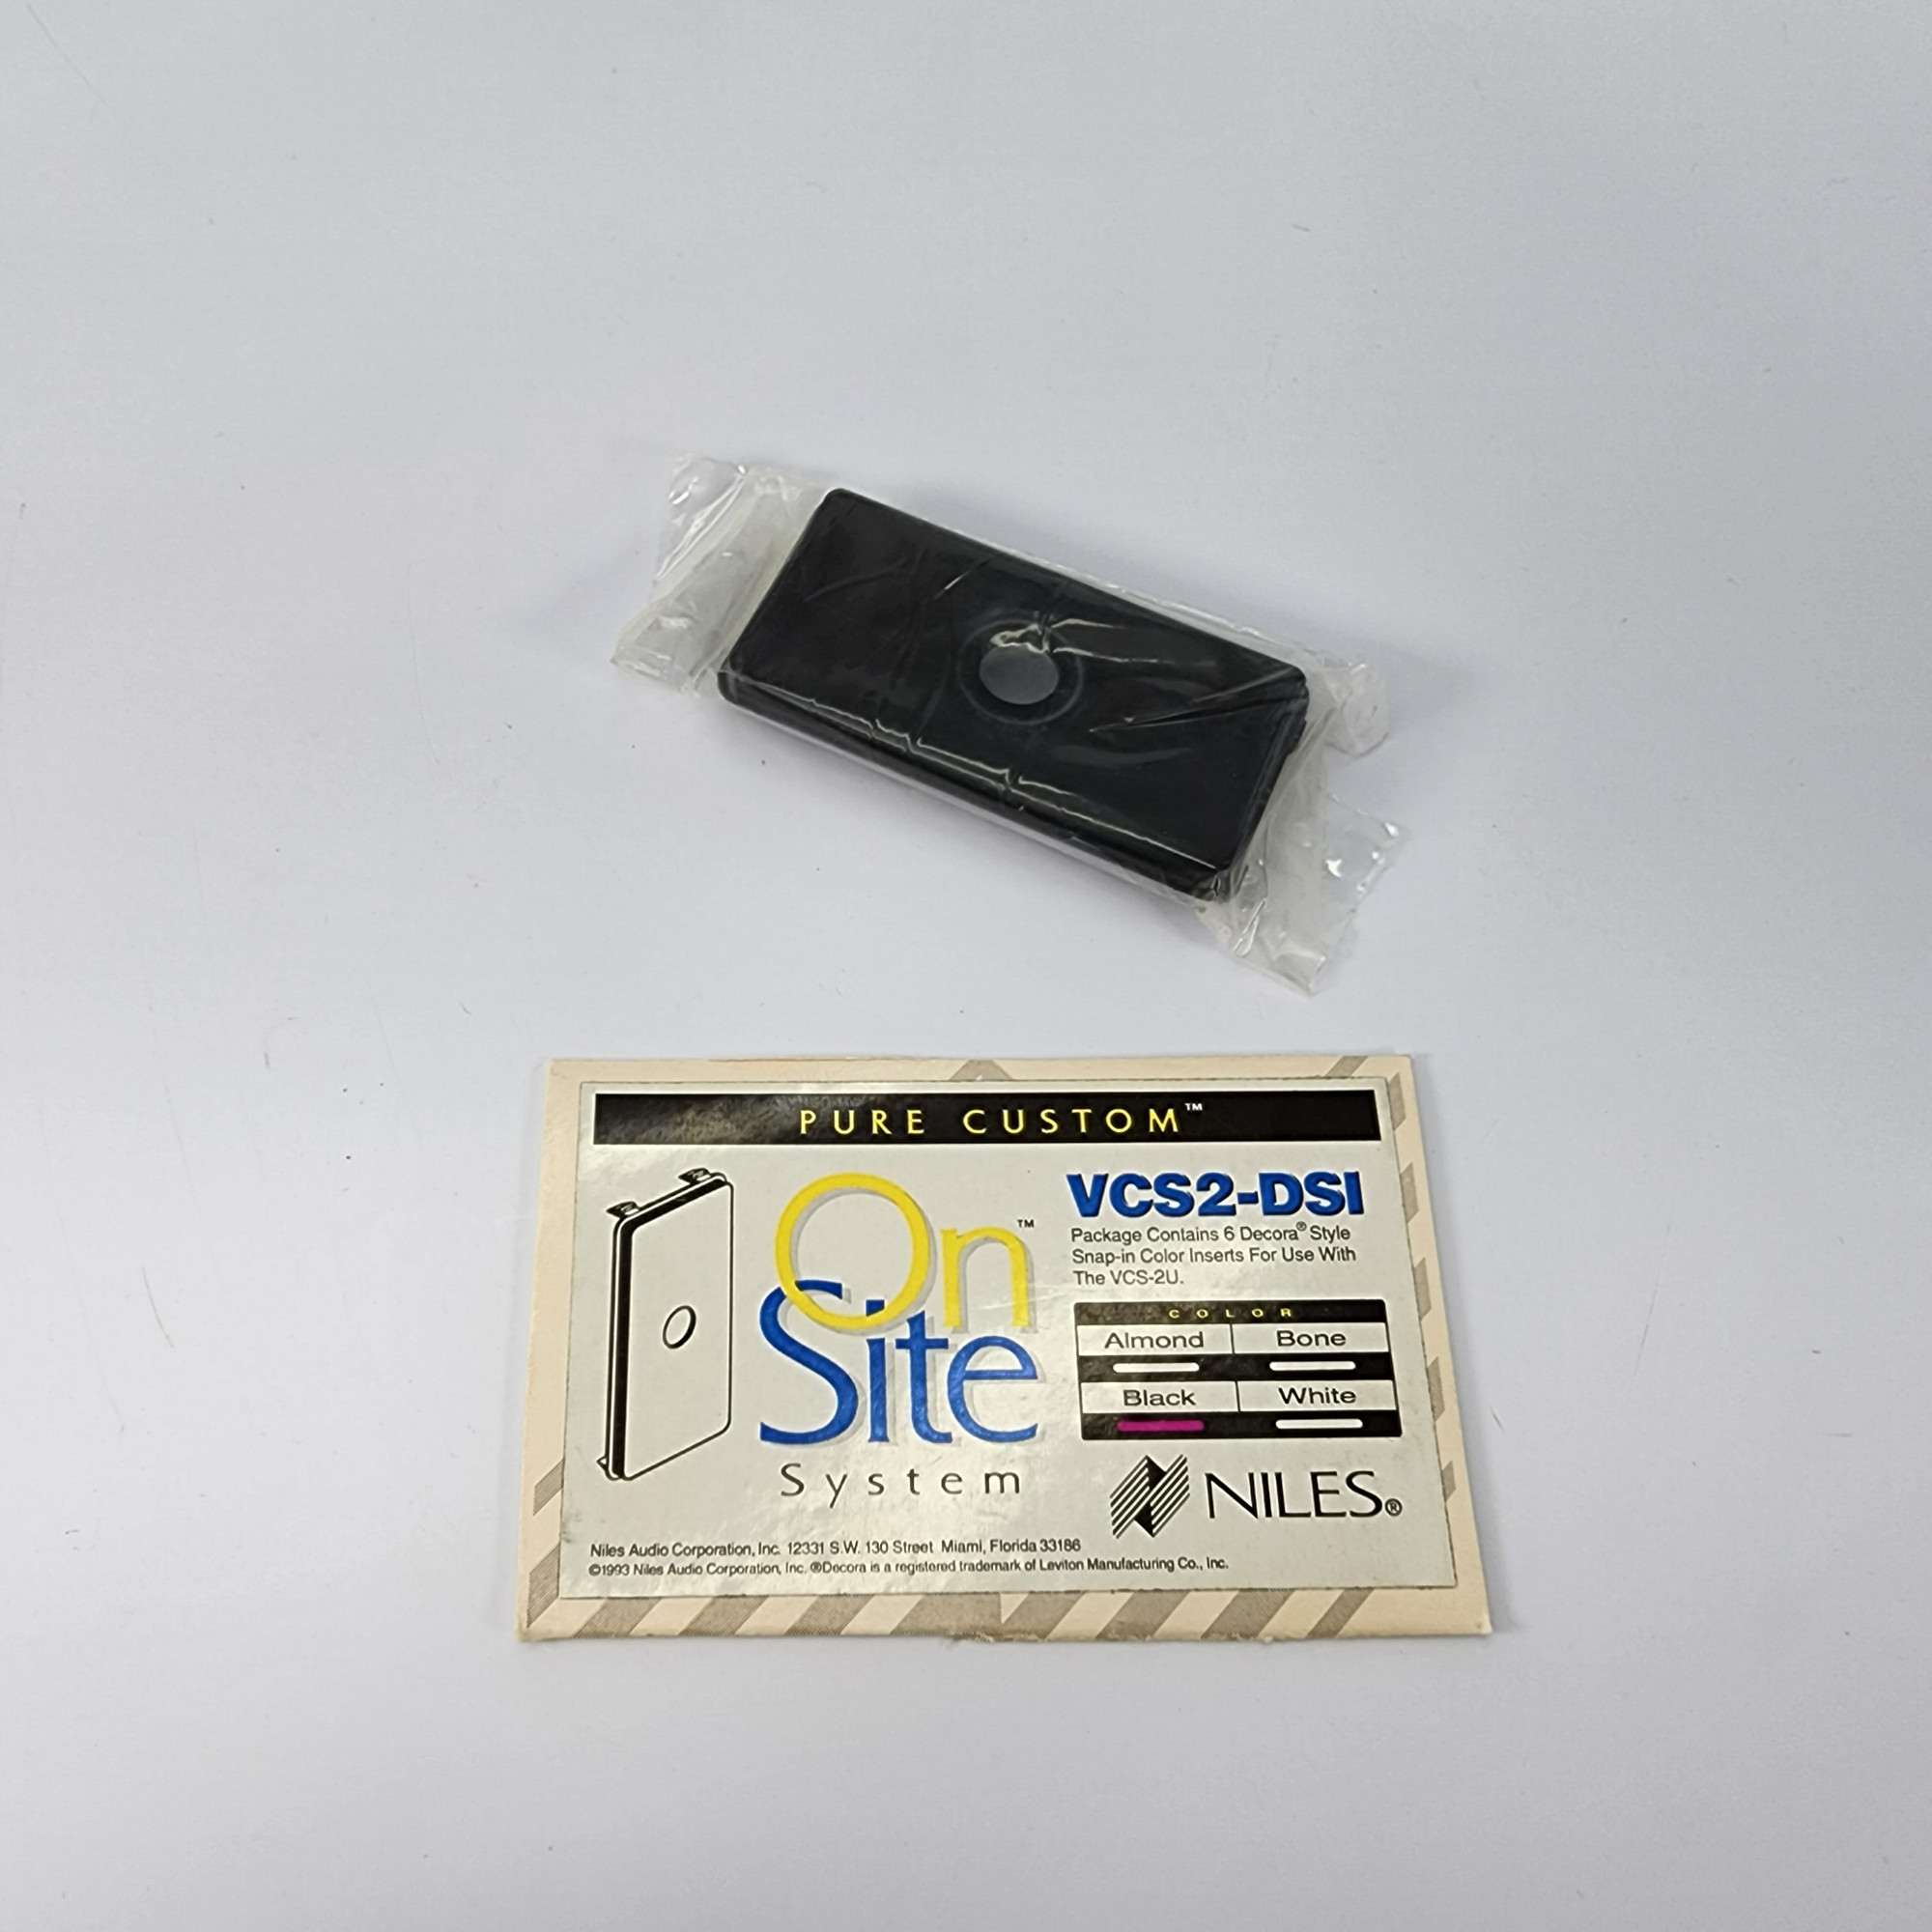 PURE CUSTOM™
On™
Site
System
VCS2-DSI
Package Contains 6 Decora® Style
Snap-in Color Inserts For Use With
The VCS-2U.
COLOR
Almond Bone
Black White
NILES®
Niles Audio Corporation, Inc. 12331 S.W. 130 Street Miami, Florida 33186
©1993 Niles Audio Corporation, Inc. ®Decora is a registered trademark of Leviton Manufacturing Co., Inc.